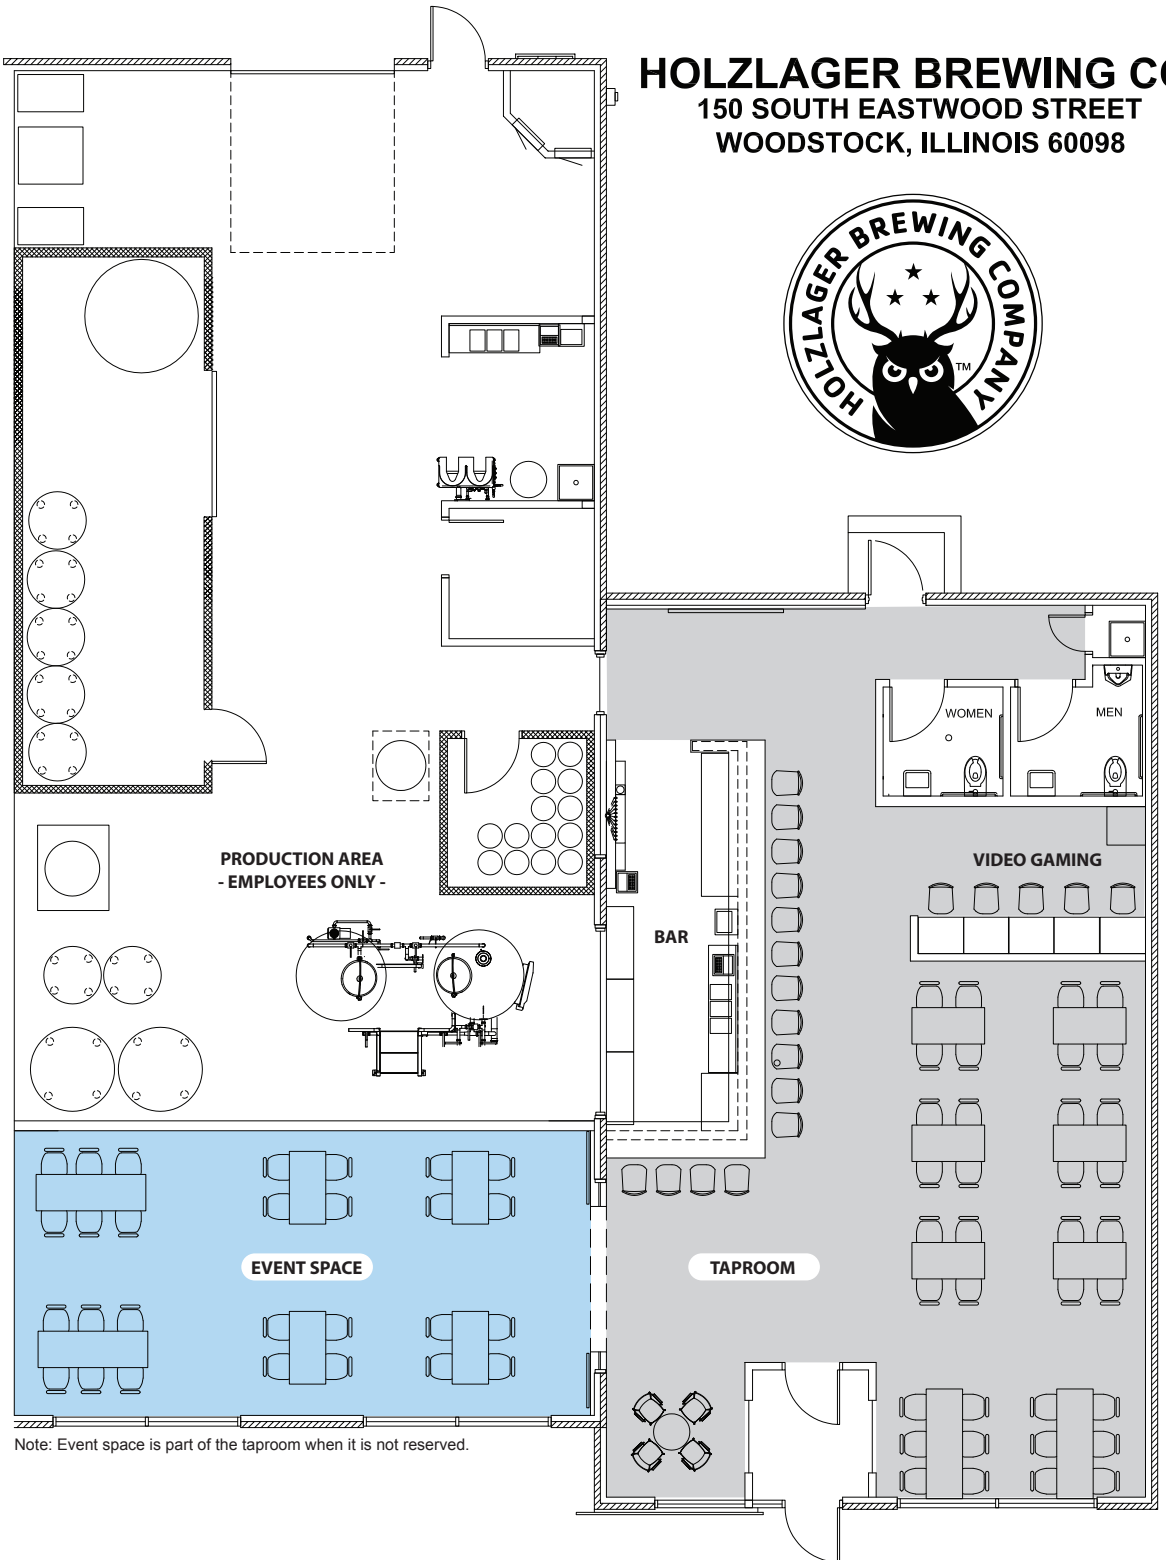 HOLZLAGER BREWING CO
150 SOUTH EASTWOOD STREET
WOODSTOCK, ILLINOIS 60098
HOLZLAGER BREWING COMPANY
TM
WOMEN
MEN
PRODUCTION AREA
- EMPLOYEES ONLY -
VIDEO GAMING
BAR
EVENT SPACE
TAPROOM
Note: Event space is part of the taproom when it is not reserved.